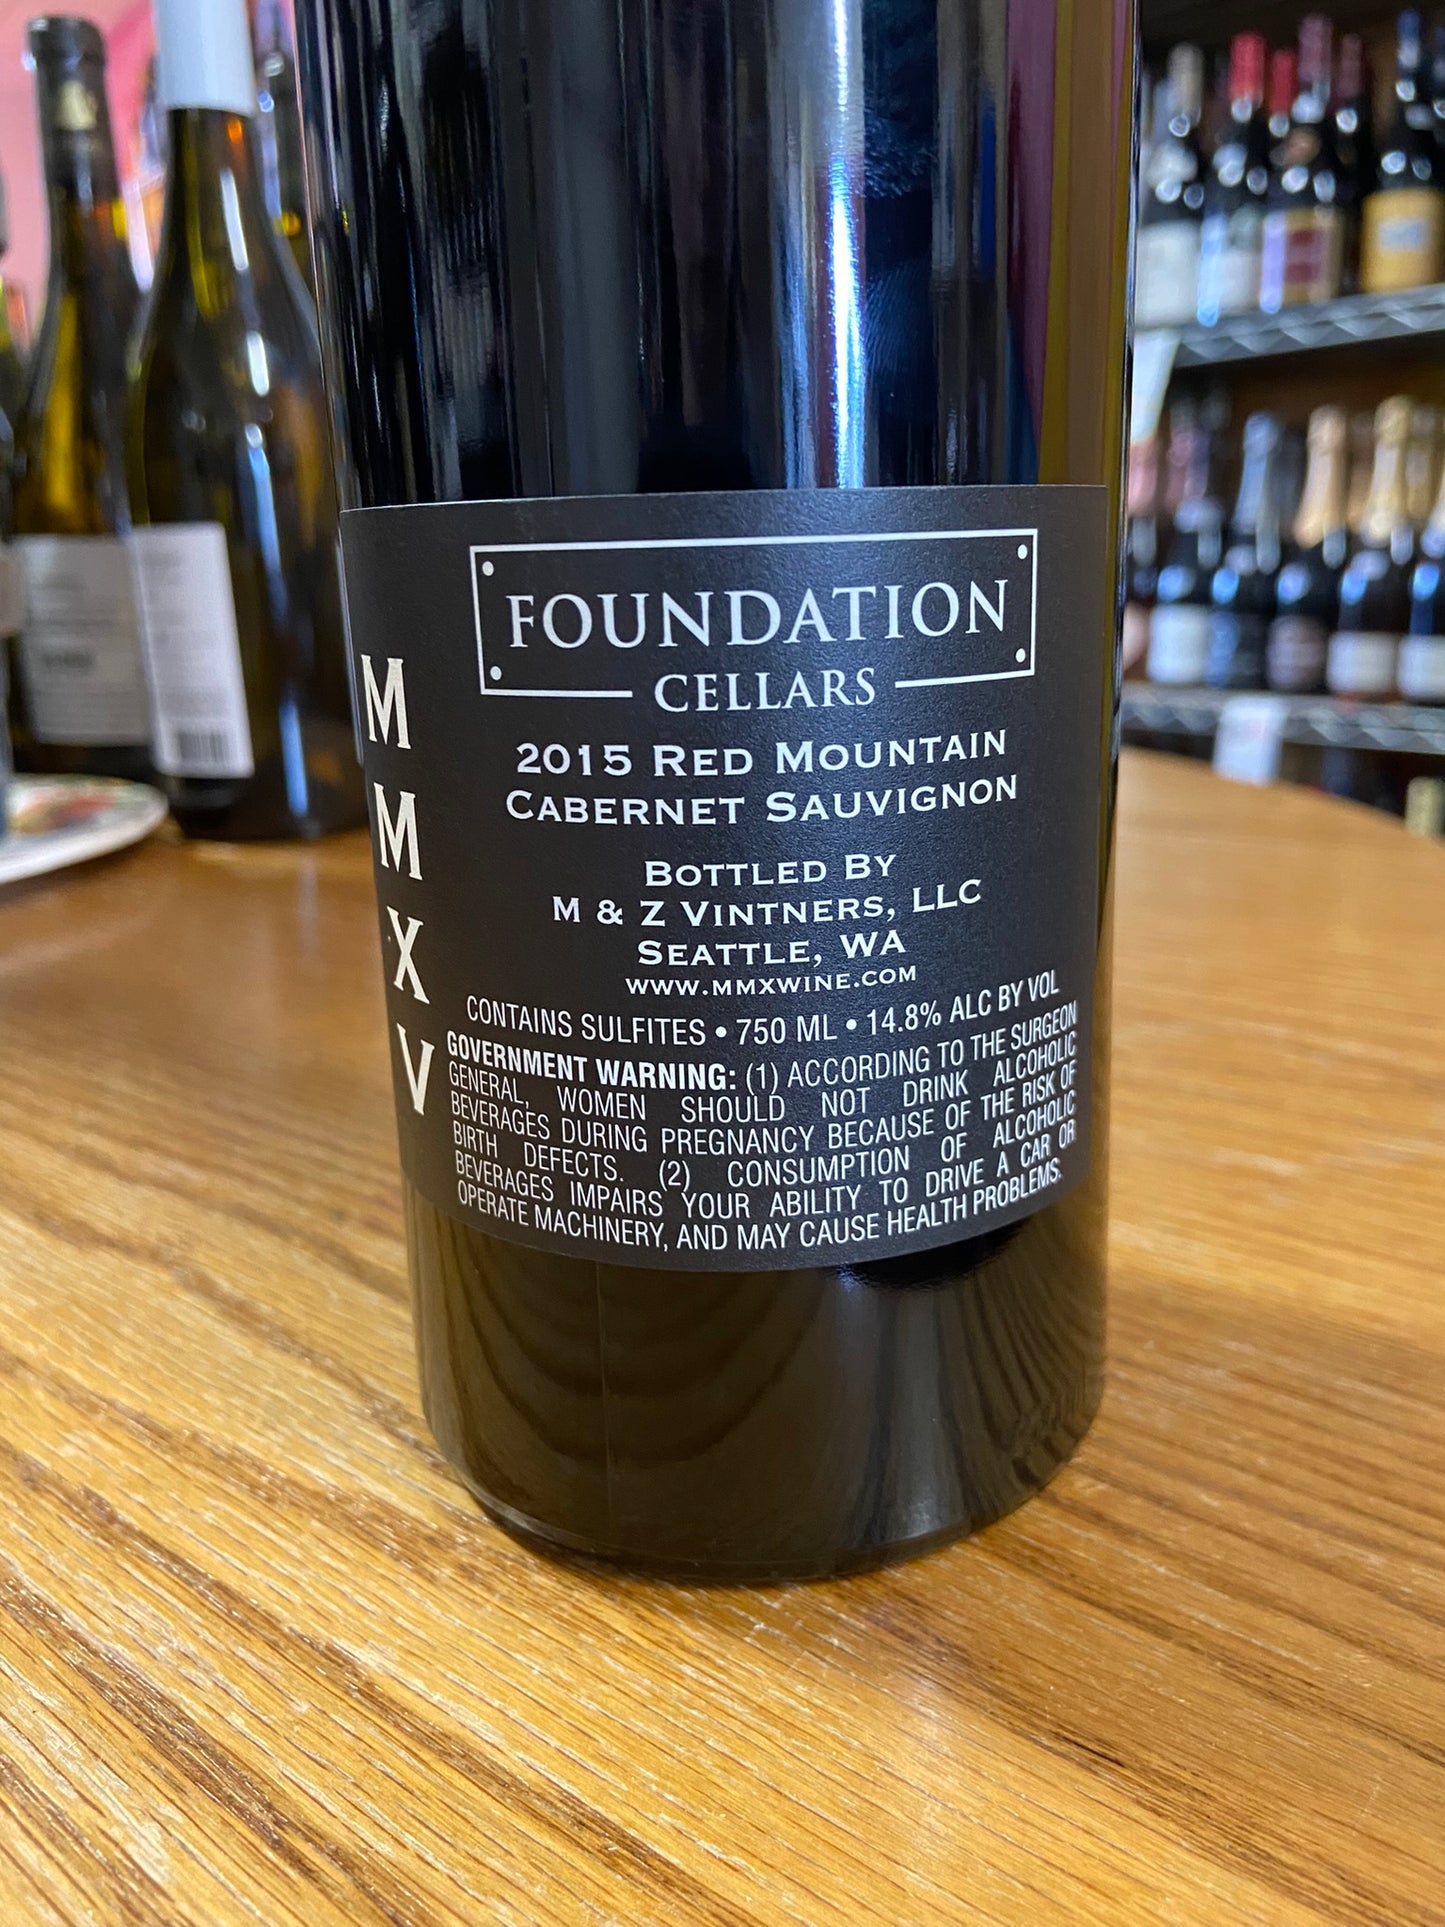 FOUNDATION
CELLARS
2015 RED MOUNTAIN
CABERNET SAUVIGNON
BOTTLED BY
M & Z VINTNERS, LLC
SEATTLE, WA
WWW.MMXWINE.COM
CONTAINS SULFITES • 750 ML • 14.8% ALC BY VOL
GOVERNMENT WARNING: (1) ACCORDING TO THE SURGEON
GENERAL, WOMEN SHOULD NOT DRINK ALCOHOLIC
BEVERAGES DURING PREGNANCY BECAUSE OF THE RISK OF
BIRTH DEFECTS. (2) CONSUMPTION OF ALCOHOLIC
BEVERAGES IMPAIRS YOUR ABILITY TO DRIVE A CAR OR
OPERATE MACHINERY, AND MAY CAUSE HEALTH PROBLEMS.
M
M
X
V